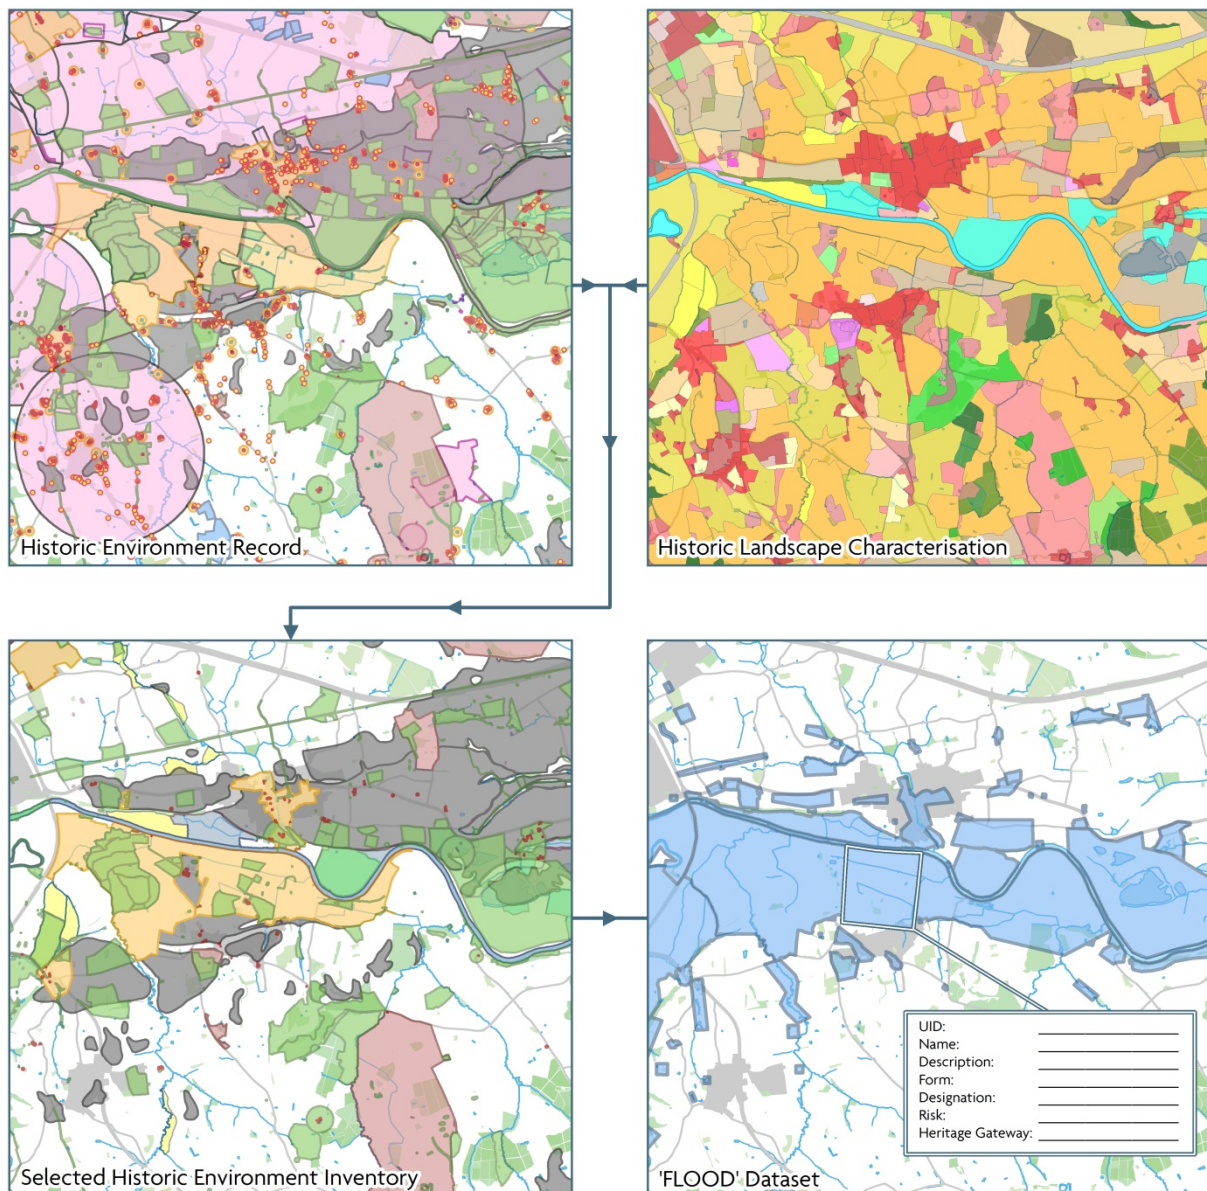 Historic Environment Record
Historic Landscape Characterisation
Selected Historic Environment Inventory
'FLOOD' Dataset
UID:
Name:
Description:
Form:
Designation:
Risk:
Heritage Gateway: